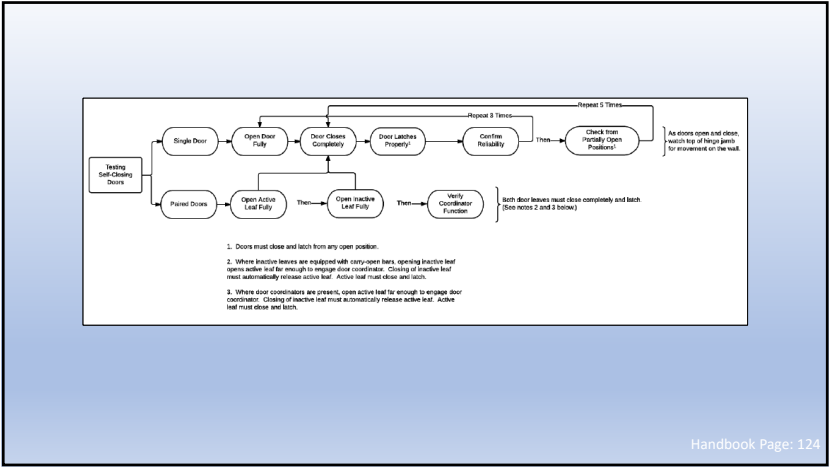 Repeat 5 Times
Repeat 3 Times
Single Door
Open Door
Fully
Door Closes
Completely
Door Latches
Properly¹
Confirm
Reliability
Then
Check from
Partially Open
Positions¹
As doors open and close,
watch top of hinge jamb
for movement on the wall.
Testing
Self-Closing
Doors
Paired Doors
Open Active
Leaf Fully
Then
Open Inactive
Leaf Fully
Then
Verify
Coordinator
Function
Both door leaves must close completely and latch.
(See notes 2 and 3 below.)
1. Doors must close and latch from any open position.
2. Where inactive leaves are equipped with carry-open bars, opening inactive leaf
opens active leaf far enough to engage door coordinator. Closing of inactive leaf
must automatically release active leaf. Active leaf must close and latch.
3. Where door coordinators are present, open active leaf far enough to engage door
coordinator. Closing of inactive leaf must automatically release active leaf. Active
leaf must close and latch.
Handbook Page: 124